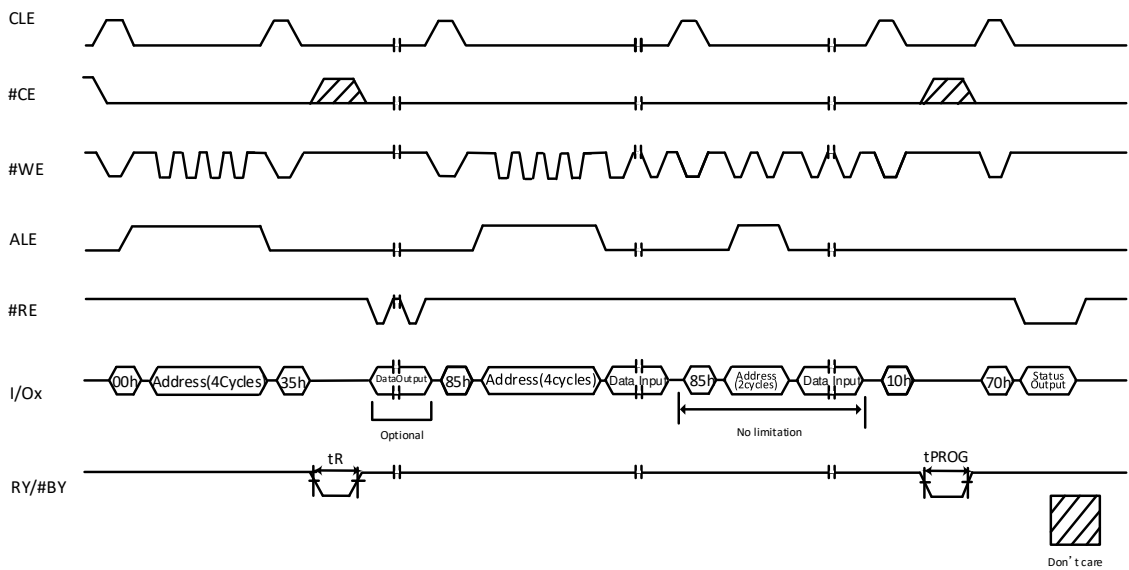 CLE
#CE
#WE
ALE
#RE
I/Ox
00h
Address(4Cycles)
35h
DataOutput
85h
Address(4cycles)
Data Input
85h
Address
(2cycles)
Data Input
10h
70h
Status
Output
Optional
No limitation
RY/#BY
tR
tPROG
Don't care